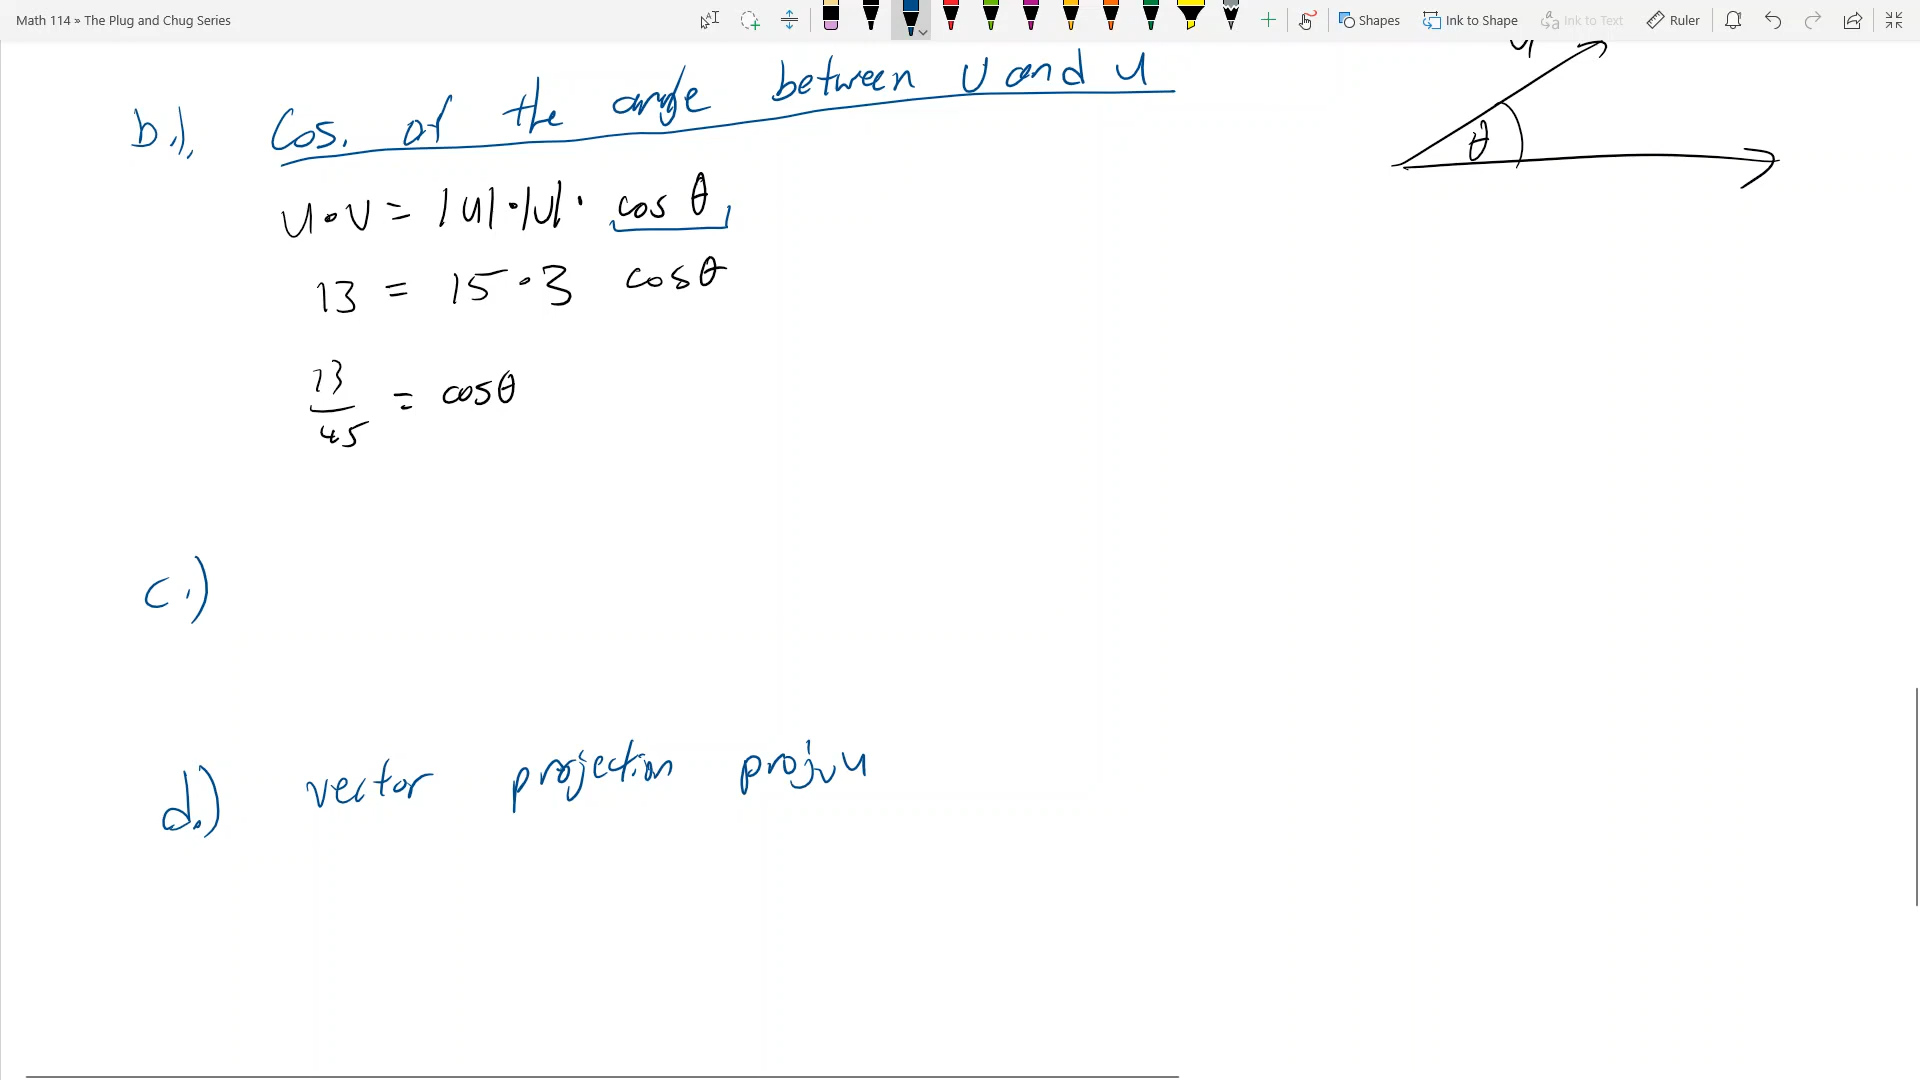 Math 114 » The Plug and Chug Series
Shapes Ink to Shape Ink to Text Ruler
b.). Cos. of the angle between v and u
θ
u•v = |u|•|v|• cos θ
13 = 15•3 cosθ
13/45 = cosθ
c.)
d.) vector projection projᵥu